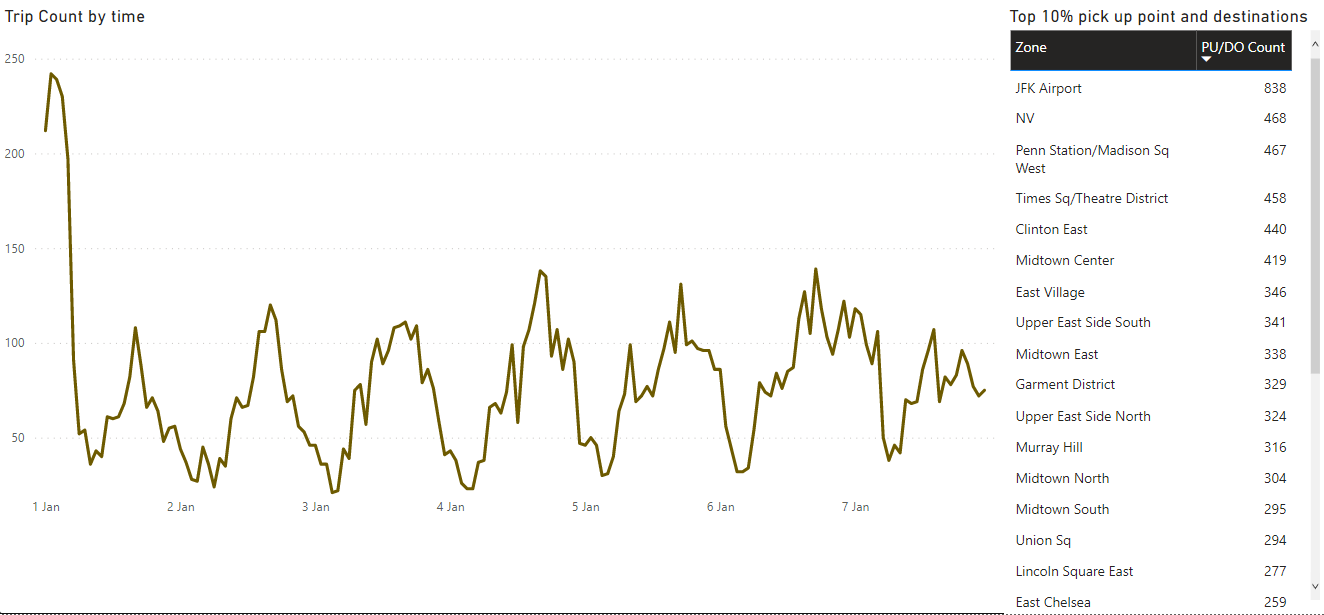 Trip Count by time
250
200
150
100
50
1 Jan 2 Jan 3 Jan 4 Jan 5 Jan 6 Jan 7 Jan
Top 10% pick up point and destinations
Zone PU/DO Count
JFK Airport 838
NV 468
Penn Station/Madison Sq 467
West
Times Sq/Theatre District 458
Clinton East 440
Midtown Center 419
East Village 346
Upper East Side South 341
Midtown East 338
Garment District 329
Upper East Side North 324
Murray Hill 316
Midtown North 304
Midtown South 295
Union Sq 294
Lincoln Square East 277
East Chelsea 259